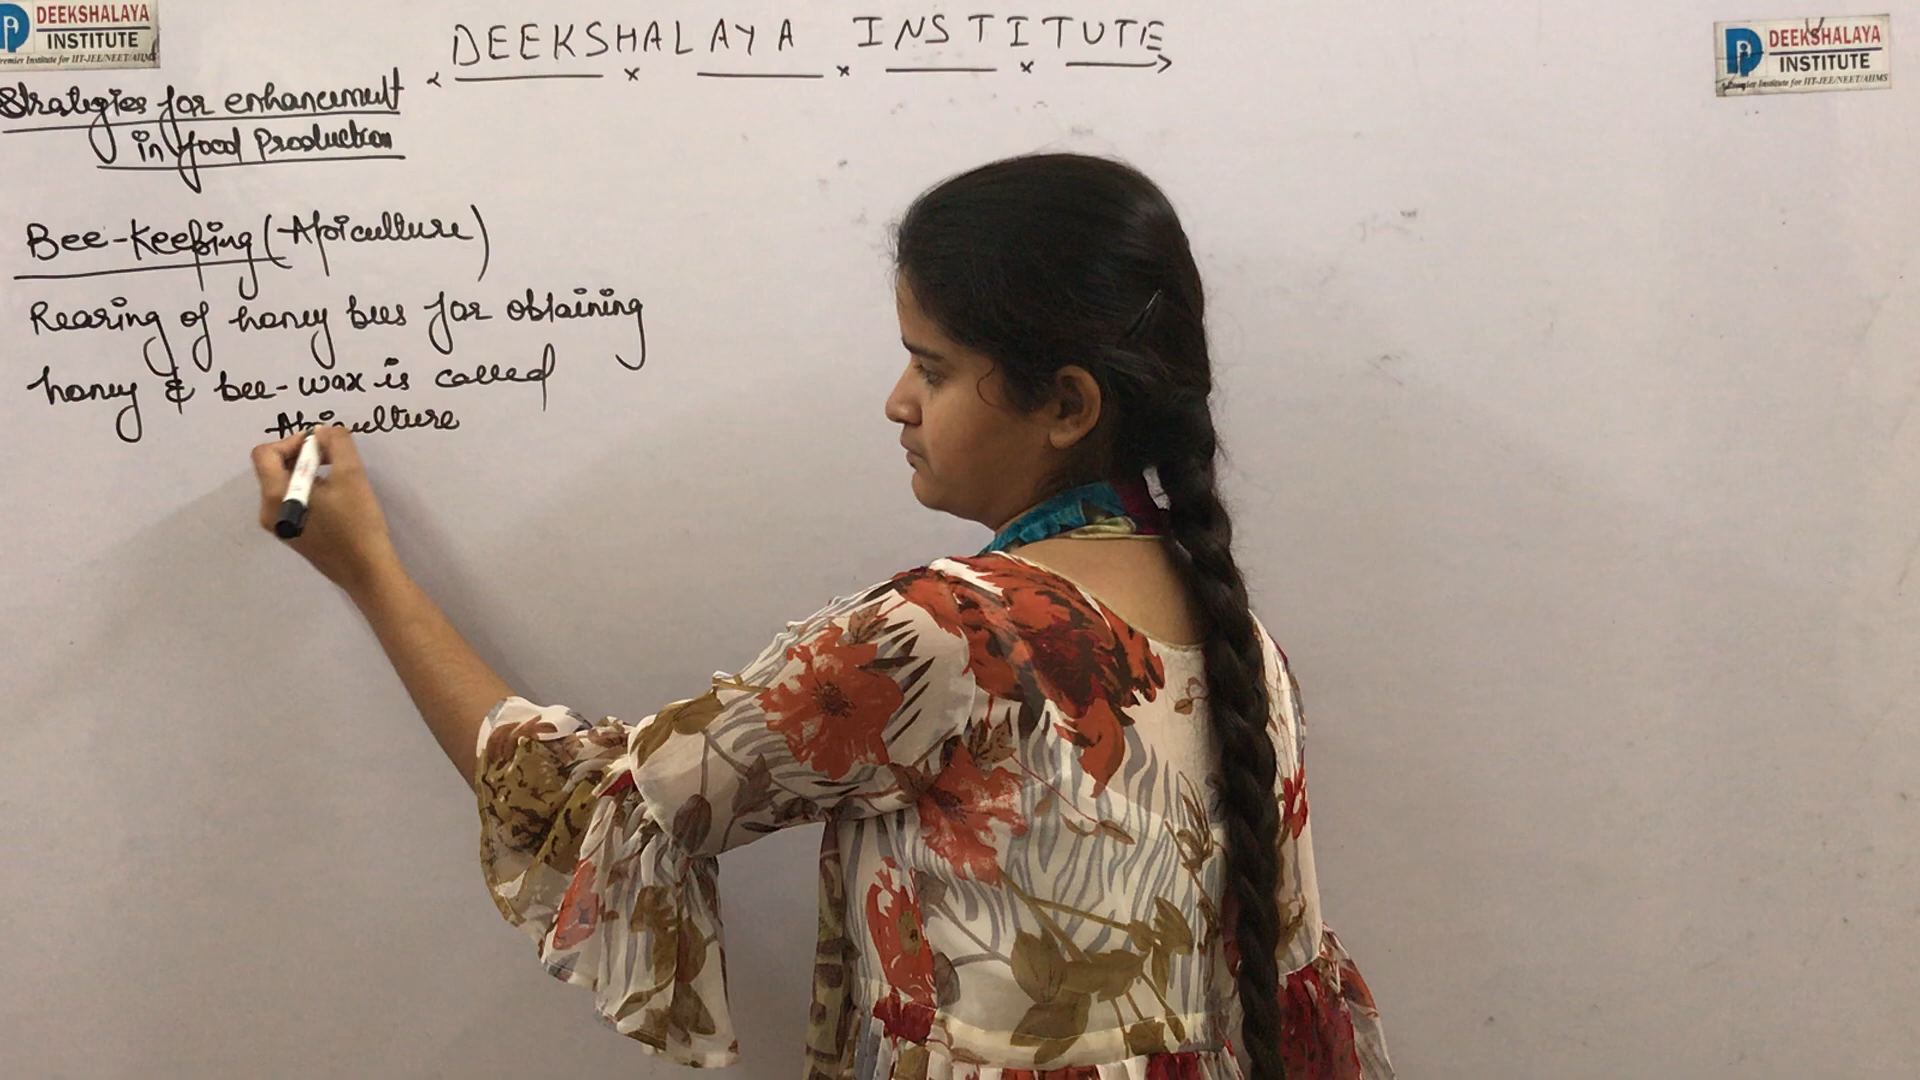 DEEKSHALAYA
INSTITUTE
Premier Institute for IIT-JEE/NEET/AIIMS
DEEKSHALAYA INSTITUTE
DEEKSHALAYA
INSTITUTE
A Premier Institute for IIT-JEE/NEET/AIIMS
Strategies for enhancement
in food Production
Bee-Keeping (Apiculture)
Rearing of honey bees for obtaining
honey & bee-wax is called
Apiculture